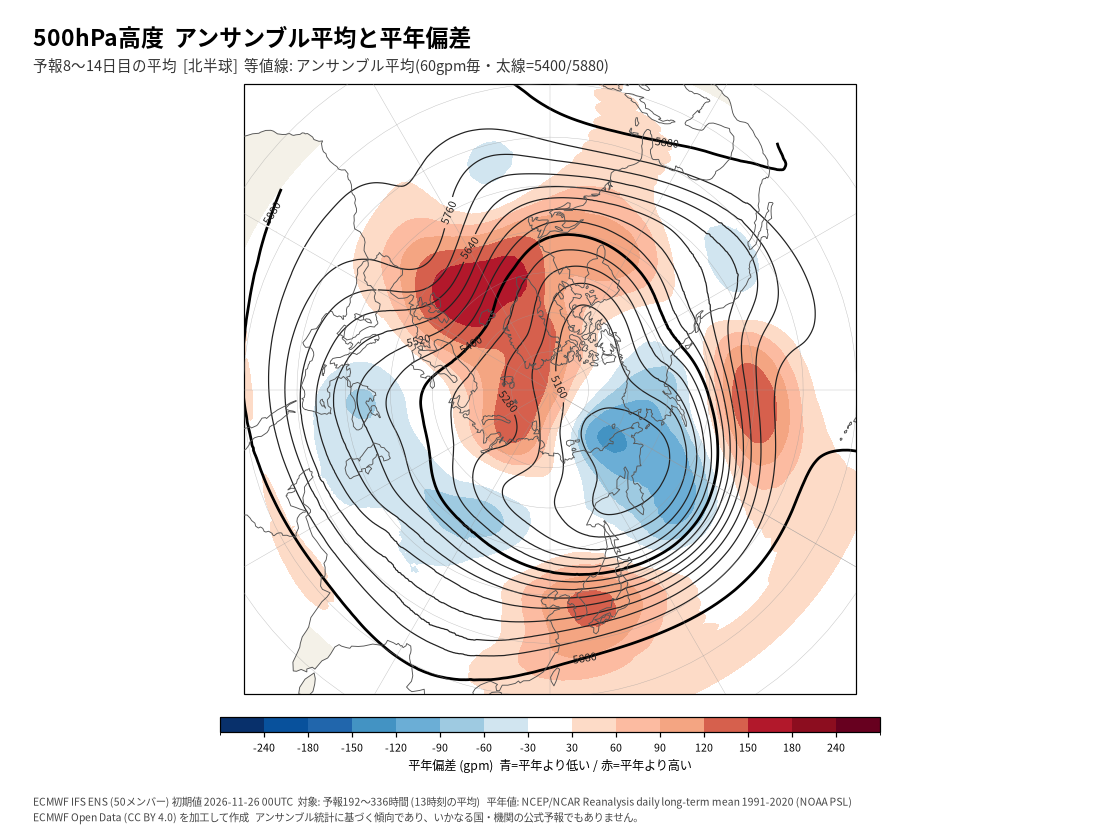 500hPa高度 アンサンブル平均と平年偏差
予報8〜14日目の平均 [北半球] 等値線: アンサンブル平均(60gpm毎・太線=5400/5880)
5880
5880
5760
5640
5520
5400
5280
5160
5880
-240 -180 -150 -120 -90 -60 -30 30 60 90 120 150 180 240
平年偏差 (gpm) 青=平年より低い / 赤=平年より高い
ECMWF IFS ENS (50メンバー) 初期値 2026-11-26 00UTC 対象: 予報192〜336時間 (13時刻の平均) 平年値: NCEP/NCAR Reanalysis daily long-term mean 1991-2020 (NOAA PSL)
ECMWF Open Data (CC BY 4.0) を加工して作成 アンサンブル統計に基づく傾向であり、いかなる国・機関の公式予報でもありません。